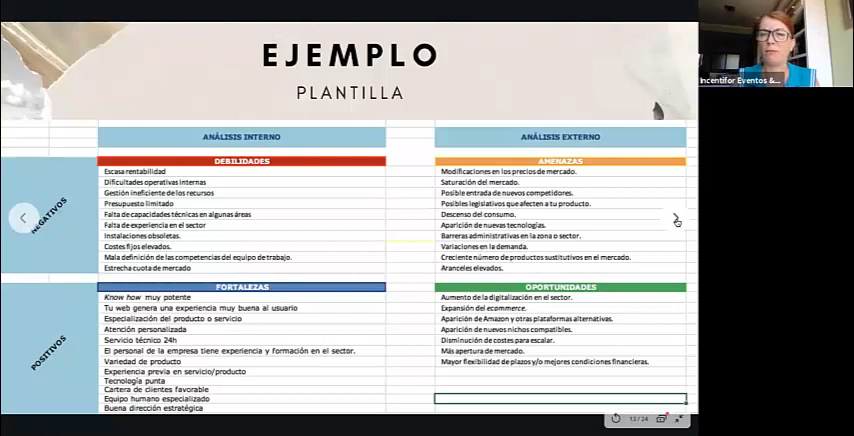 EJEMPLO
PLANTILLA
Incentifor Eventos &...
ANÁLISIS INTERNO
ANÁLISIS EXTERNO
NEGATIVOS
DEBILIDADES
Escasa rentabilidad
Dificultades operativas internas
Gestión ineficiente de los recursos
Presupuesto limitado
Falta de capacidades técnicas en algunas áreas
Falta de experiencia en el sector
Instalaciones obsoletas.
Costes fijos elevados.
Mala definición de las competencias del equipo de trabajo.
Estrecha cuota de mercado
AMENAZAS
Modificaciones en los precios de mercado.
Saturación del mercado.
Posible entrada de nuevos competidores.
Posibles legislativos que afecten a tu producto.
Descenso del consumo.
Aparición de nuevas tecnologías.
Barreras administrativas en la zona o sector.
Variaciones en la demanda.
Creciente número de productos sustitutivos en el mercado.
Aranceles elevados.
POSITIVOS
FORTALEZAS
Know how muy potente
Tu web genera una experiencia muy buena al usuario
Especialización del producto o servicio
Atención personalizada
Servicio técnico 24h
El personal de la empresa tiene experiencia y formación en el sector.
Variedad de producto
Experiencia previa en servicio/producto
Tecnología punta
Cartera de clientes favorable
Equipo humano especializado
Buena dirección estratégica
OPORTUNIDADES
Aumento de la digitalización en el sector.
Expansión del ecommerce.
Aparición de Amazon y otras plataformas alternativas.
Aparición de nuevos nichos compatibles.
Disminución de costes para escalar.
Más apertura de mercado.
Mayor flexibilidad de plazos y/o mejores condiciones financieras.
13 / 24